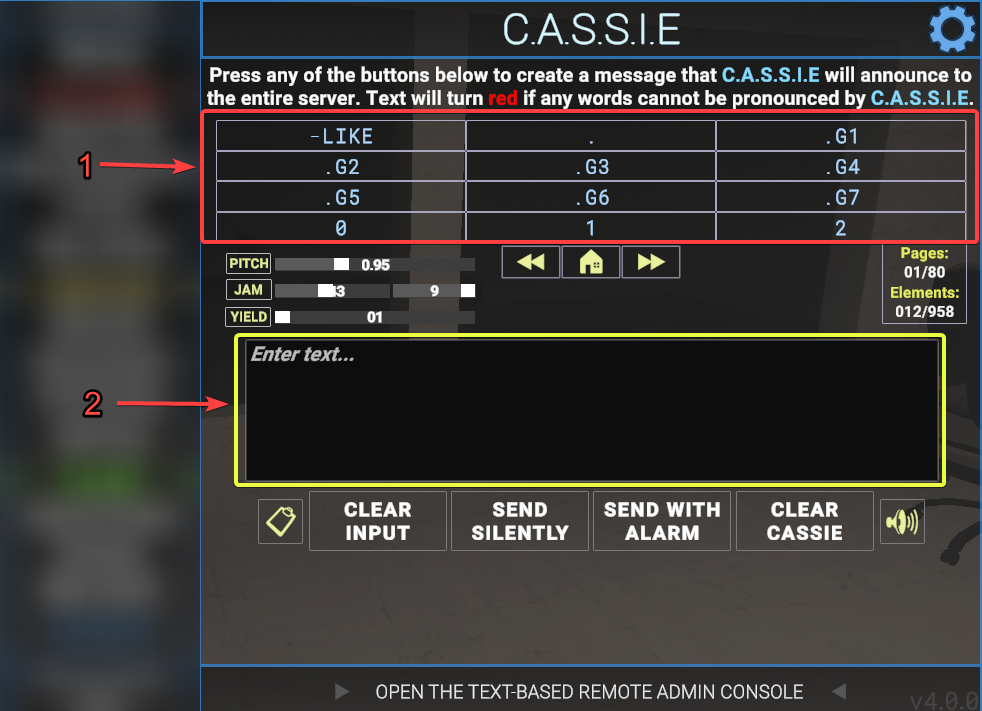 C.A.S.S.I.E
Press any of the buttons below to create a message that C.A.S.S.I.E will announce to
the entire server. Text will turn red if any words cannot be pronounced by C.A.S.S.I.E.
1
-LIKE . .G1
.G2 .G3 .G4
.G5 .G6 .G7
0 1 2
PITCH 0.95
JAM 9
YIELD 01
Pages:
01/80
Elements:
012/958
2
Enter text...
CLEAR INPUT
SEND SILENTLY
SEND WITH ALARM
CLEAR CASSIE
OPEN THE TEXT-BASED REMOTE ADMIN CONSOLE
v4.0.0